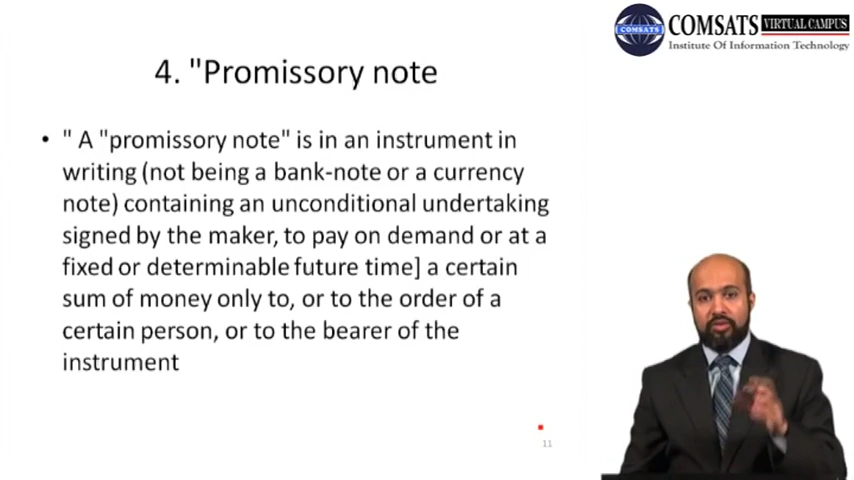 COMSATS VIRTUAL CAMPUS
COMSATS
Institute Of Information Technology
4. "Promissory note
• " A "promissory note" is in an instrument in
writing (not being a bank-note or a currency
note) containing an unconditional undertaking
signed by the maker, to pay on demand or at a
fixed or determinable future time] a certain
sum of money only to, or to the order of a
certain person, or to the bearer of the
instrument
11